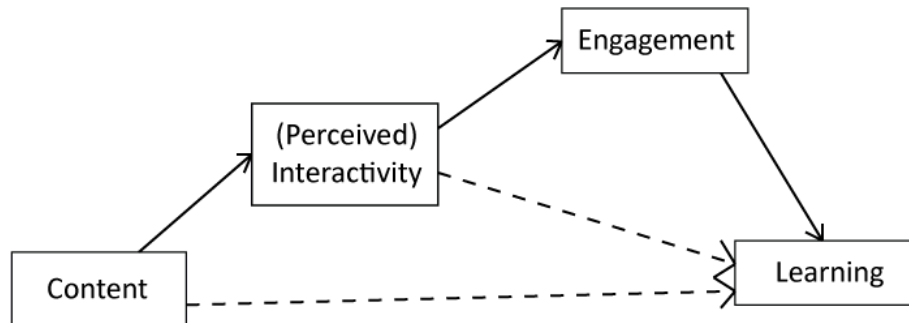 Engagement
(Perceived)
Interactivity
Content
Learning